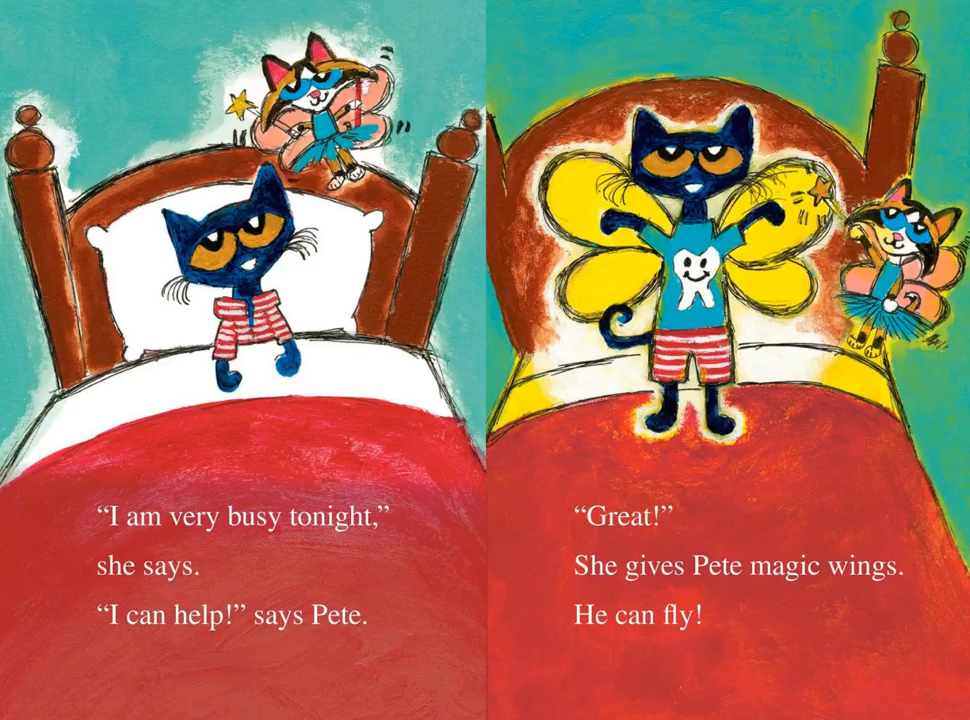 “I am very busy tonight,”
she says.
“I can help!” says Pete.
“Great!”
She gives Pete magic wings.
He can fly!